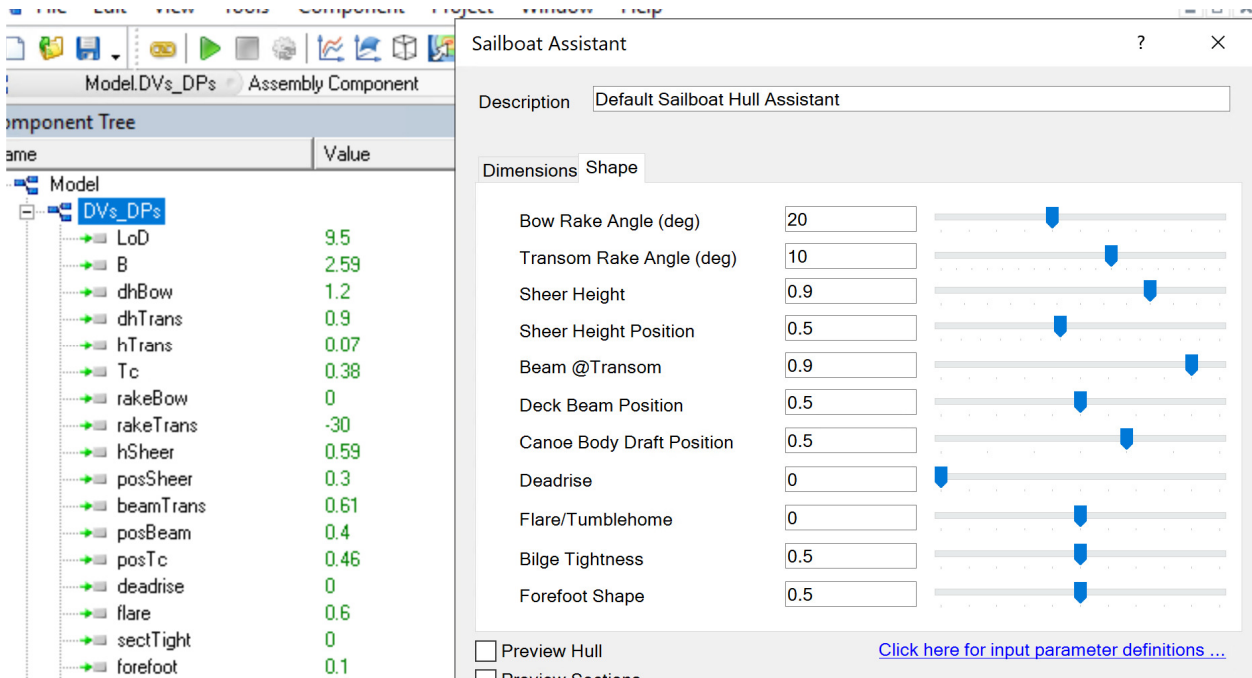 Model.DVs_DPs Assembly Component
Component Tree
Value
Model
DVs_DPs
LoD 9.5
B 2.59
dhBow 1.2
dhTrans 0.9
hTrans 0.07
Tc 0.38
rakeBow 0
rakeTrans -30
hSheer 0.59
posSheer 0.3
beamTrans 0.61
posBeam 0.4
posTc 0.46
deadrise 0
flare 0.6
sectTight 0
forefoot 0.1
Sailboat Assistant ?
Description Default Sailboat Hull Assistant
Dimensions Shape
Bow Rake Angle (deg) 20
Transom Rake Angle (deg) 10
Sheer Height 0.9
Sheer Height Position 0.5
Beam @Transom 0.9
Deck Beam Position 0.5
Canoe Body Draft Position 0.5
Deadrise 0
Flare/Tumblehome 0
Bilge Tightness 0.5
Forefoot Shape 0.5
Preview Hull Click here for input parameter definitions ...
Preview Sections